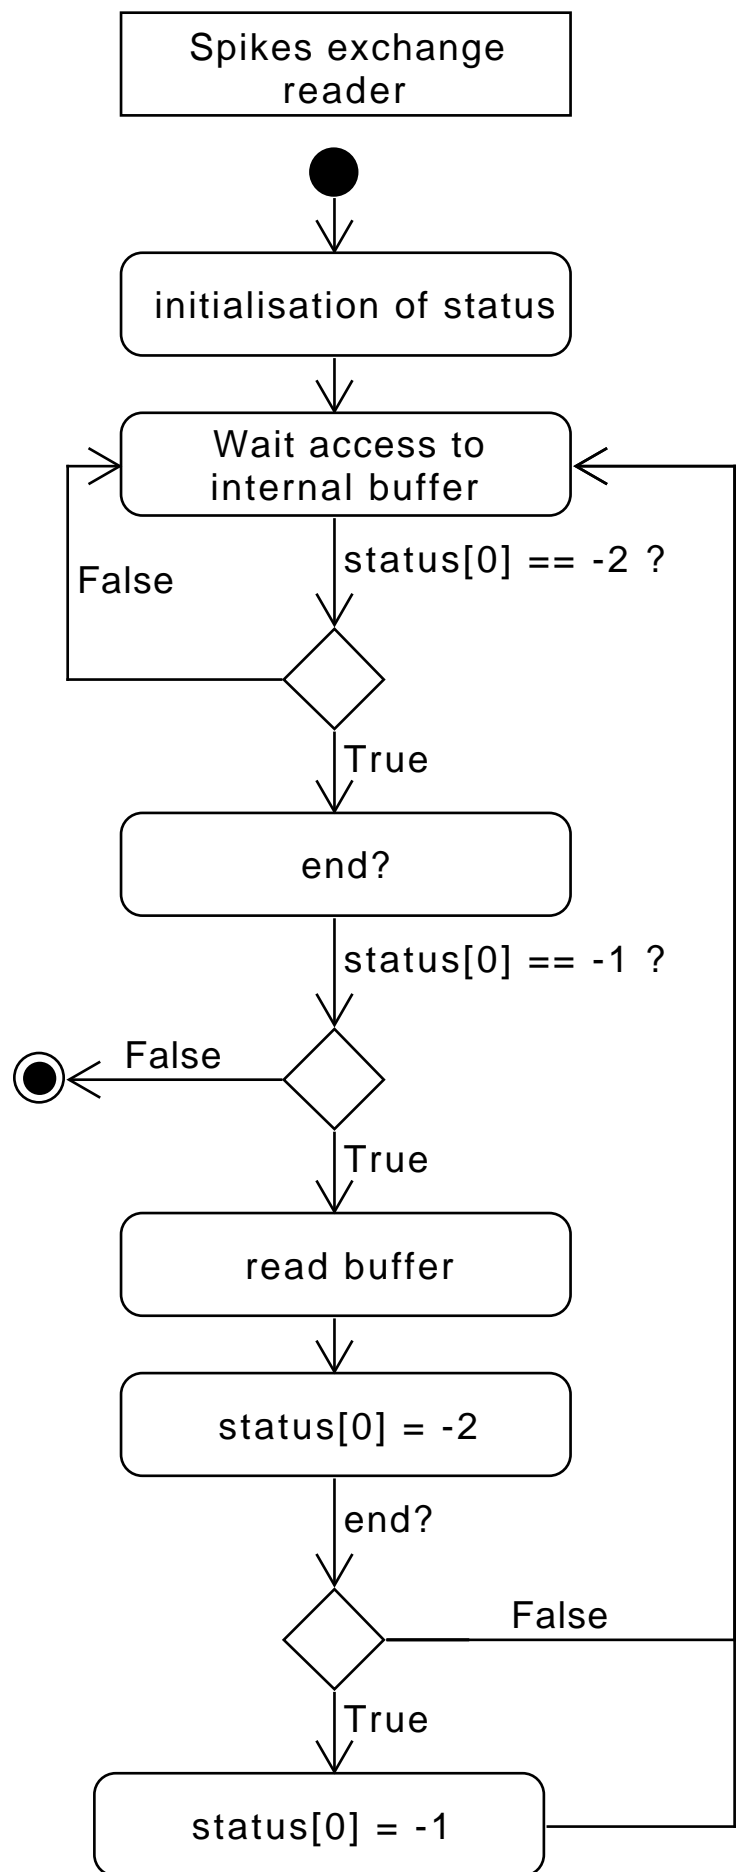 Spikes exchange
reader
initialisation of status
Wait access to
internal buffer
status[0] == -2 ?
False
True
end?
status[0] == -1 ?
False
True
read buffer
status[0] = -2
end?
False
True
status[0] = -1